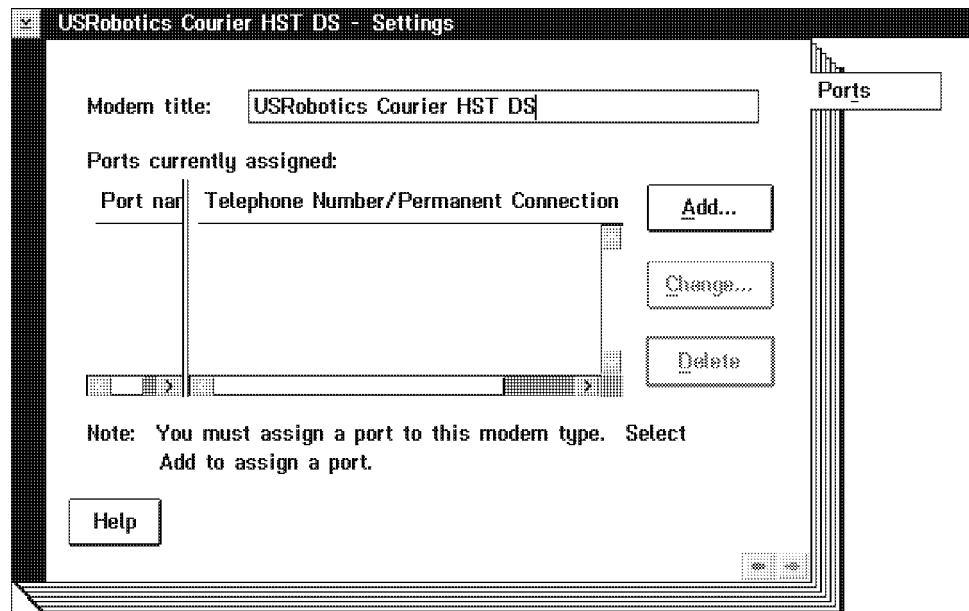 USRobotics Courier HST DS - Settings
Ports
Modem title: USRobotics Courier HST DS
Ports currently assigned:
Port nar Telephone Number/Permanent Connection
Add...
Change...
Delete
Note: You must assign a port to this modem type. Select
Add to assign a port.
Help